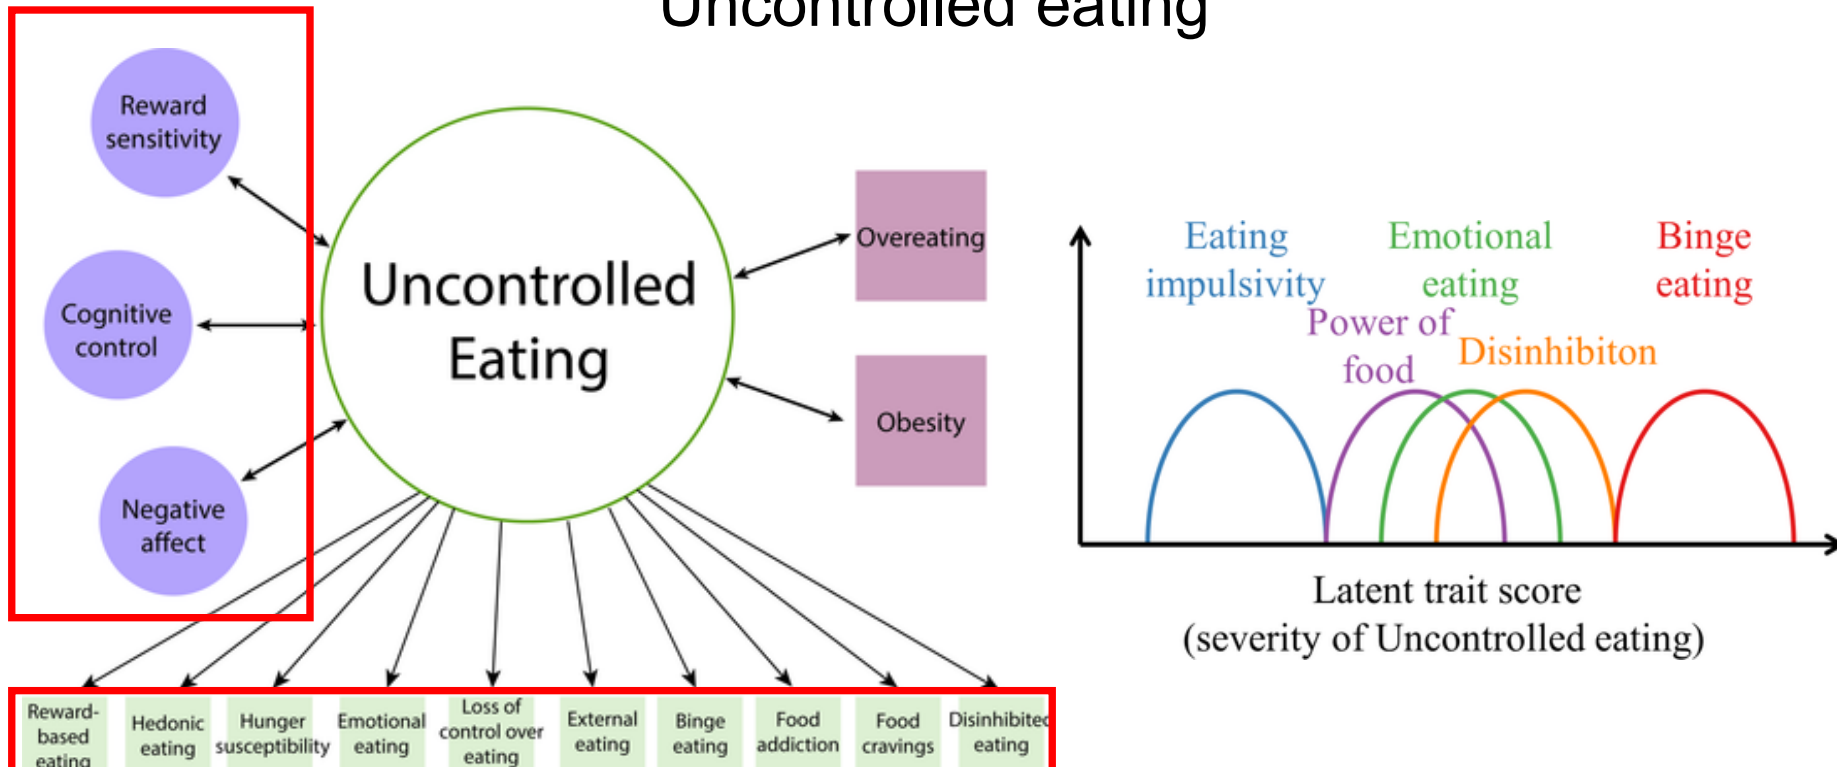 Uncontrolled eating
Reward
sensitivity
Cognitive
control
Negative
affect
Uncontrolled
Eating
Overeating
Obesity
Reward-
based
eating
Hedonic
eating
Hunger
susceptibility
Emotional
eating
Loss of
control over
eating
External
eating
Binge
eating
Food
addiction
Food
cravings
Disinhibited
eating
Eating
impulsivity
Power of
food
Emotional
eating
Disinhibiton
Binge
eating
Latent trait score
(severity of Uncontrolled eating)